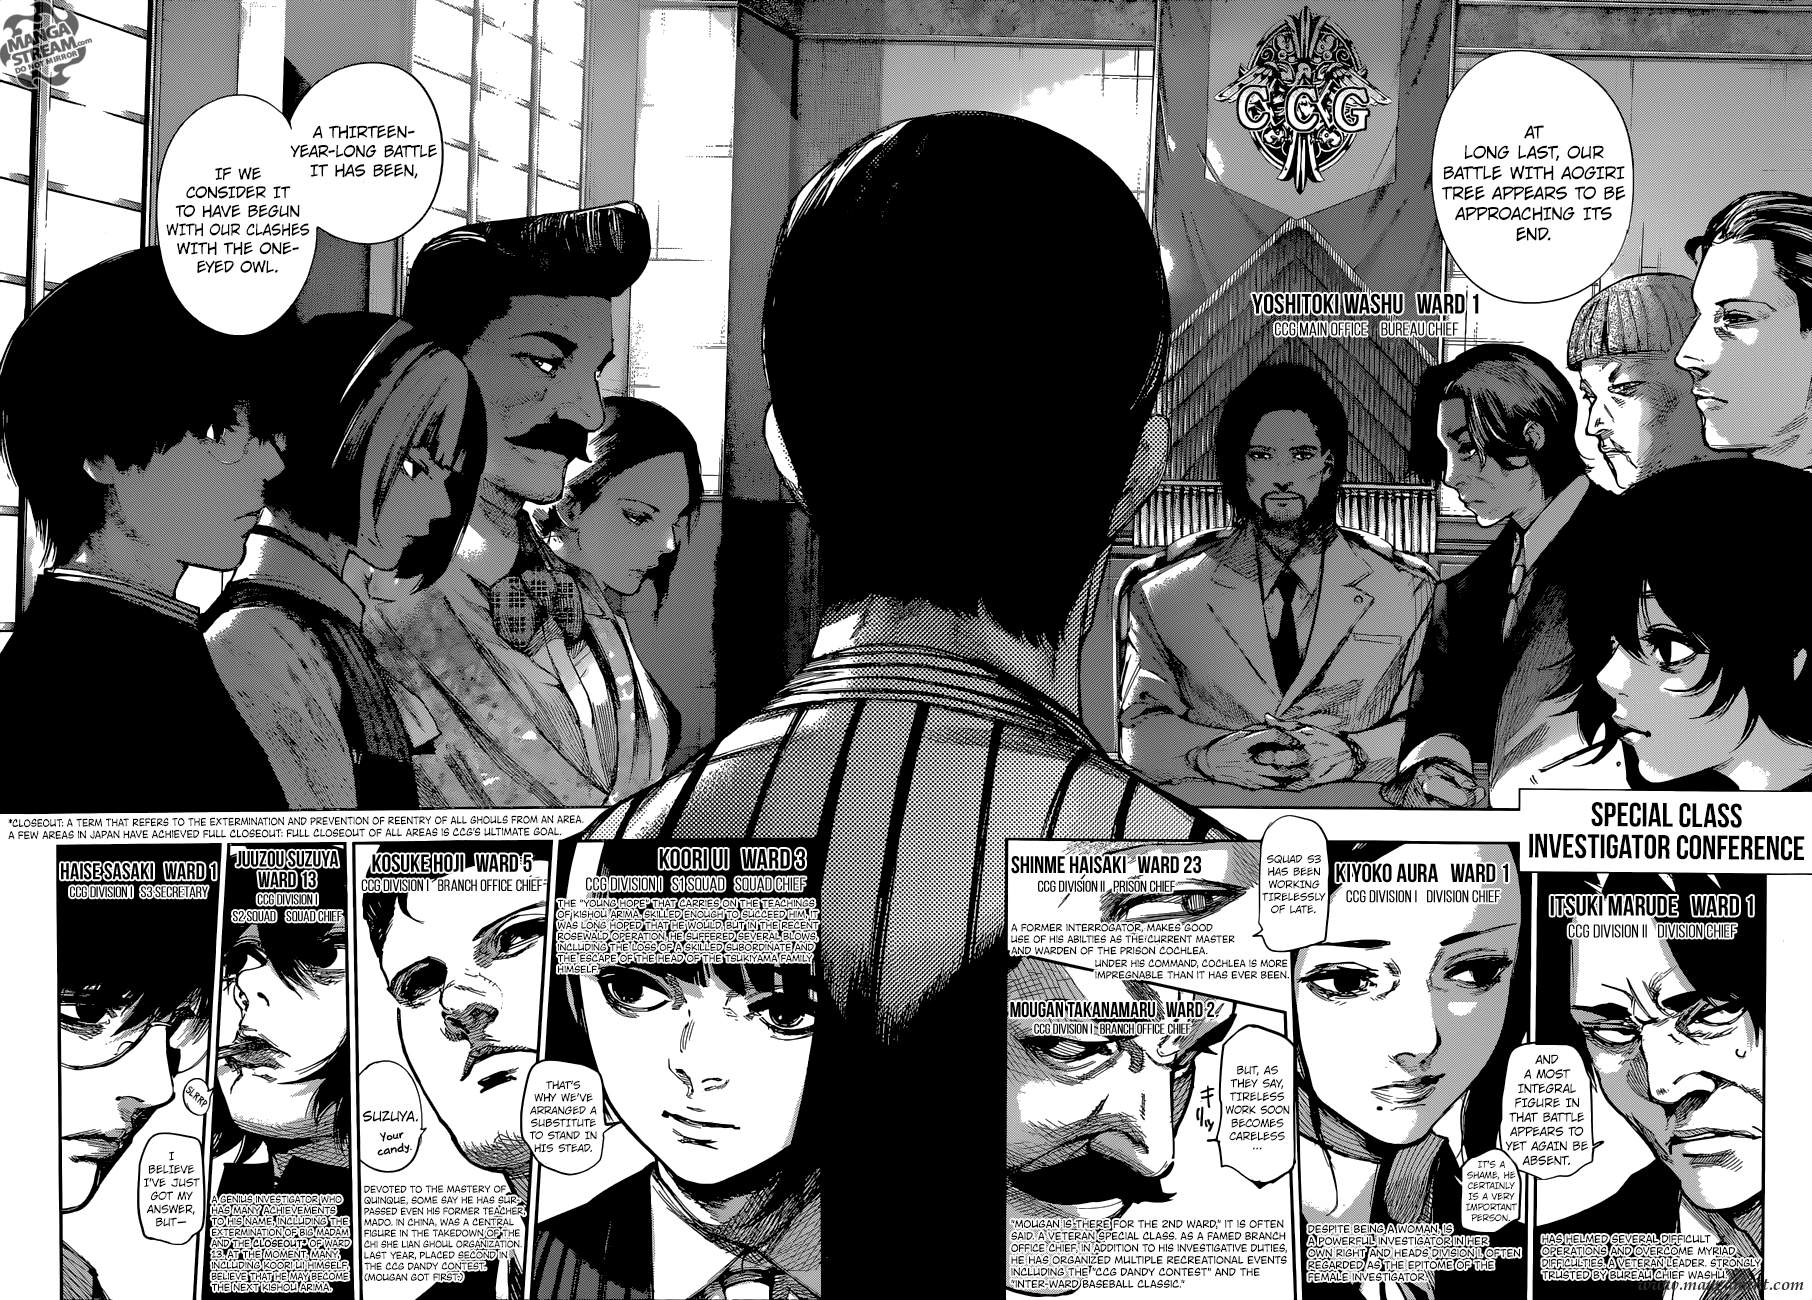 MANGA
STREAM.com
DO NOT MIRROR
CCG
AT
LONG LAST, OUR
BATTLE WITH AOGIRI
TREE APPEARS TO BE
APPROACHING ITS
END.
YOSHITOKI WASHU WARD 1
CCG MAIN OFFICE BUREAU CHIEF
A THIRTEEN-
YEAR-LONG BATTLE
IT HAS BEEN,
IF WE
CONSIDER IT
TO HAVE BEGUN
WITH OUR CLASHES
WITH THE ONE-
EYED OWL.
SPECIAL CLASS
INVESTIGATOR CONFERENCE
*CLOSEOUT: A TERM THAT REFERS TO THE EXTERMINATION AND PREVENTION OF REENTRY OF ALL GHOULS FROM AN AREA.
A FEW AREAS IN JAPAN HAVE ACHIEVED FULL CLOSEOUT: FULL CLOSEOUT OF ALL AREAS IS CCG'S ULTIMATE GOAL.
ITSUKI MARUDE WARD 1
CCG DIVISION II DIVISION CHIEF
AND
A MOST
INTEGRAL
FIGURE IN
THAT BATTLE
APPEARS TO
YET AGAIN BE
ABSENT.
HAS HELMED SEVERAL DIFFICULT
OPERATIONS AND OVERCOME MYRIAD
DIFFICULTIES. A VETERAN LEADER. STRONGLY
TRUSTED BY BUREAU CHIEF WASHU.
KIYOKO AURA WARD 1
CCG DIVISION I DIVISION CHIEF
IT'S A
SHAME, HE
CERTAINLY
IS A VERY
IMPORTANT
PERSON.
DESPITE BEING A WOMAN, IS
A POWERFUL INVESTIGATOR IN HER
OWN RIGHT AND HEADS DIVISION I. OFTEN
REGARDED AS THE EPITOME OF THE
FEMALE INVESTIGATOR.
SHINME HAISAKI WARD 23
CCG DIVISION II PRISON CHIEF
SQUAD S3
HAS BEEN
WORKING
TIRELESSLY
OF LATE.
A FORMER INTERROGATOR, MAKES GOOD
USE OF HIS ABILTIES AS THE CURRENT MASTER
AND WARDEN OF THE PRISON COCHLEA.
UNDER HIS COMMAND, COCHLEA IS MORE
IMPREGNABLE THAN IT HAS EVER BEEN.
MOUGAN TAKANAMARU WARD 2
CCG DIVISION I BRANCH OFFICE CHIEF
キリッ
BUT, AS
THEY SAY,
TIRELESS
WORK SOON
BECOMES
CARELESS
...
"MOUGAN IS THERE FOR THE 2ND WARD," IT IS OFTEN
SAID. A VETERAN SPECIAL CLASS. AS A FAMED BRANCH
OFFICE CHIEF, IN ADDITION TO HIS INVESTIGATIVE DUTIES,
HE HAS ORGANIZED MULTIPLE RECREATIONAL EVENTS
INCLUDING THE "CCG DANDY CONTEST" AND THE
"INTER-WARD BASEBALL CLASSIC."
KOORI UI WARD 3
CCG DIVISION I S1 SQUAD SQUAD CHIEF
THE "YOUNG HOPE" THAT CARRIES ON THE TEACHINGS
OF KISHOU ARIMA. SKILLED ENOUGH TO SUCCEED HIM, IT
WAS LONG HOPED THAT HE WOULD, BUT IN THE RECENT
ROSEWALD OPERATION, HE SUFFERED SEVERAL BLOWS,
INCLUDING THE LOSS OF A SKILLED SUBORDINATE, AND
THE ESCAPE OF THE HEAD OF THE TSUKIYAMA FAMILY
HIMSELF.
THAT'S
WHY WE'VE
ARRANGED A
SUBSTITUTE
TO STAND IN
HIS STEAD.
KOSUKE HOJI WARD 5
CCG DIVISION I BRANCH OFFICE CHIEF
SUZUYA.
Your
candy.
DEVOTED TO THE MASTERY OF
QUINQUE, SOME SAY HE HAS SUR-
PASSED EVEN HIS FORMER TEACHER,
MADO. IN CHINA, WAS A CENTRAL
FIGURE IN THE TAKEDOWN OF THE
CHI SHE LIAN GHOUL ORGANIZATION.
LAST YEAR, PLACED SECOND IN
THE CCG DANDY CONTEST.
(MOUGAN GOT FIRST.)
JUUZOU SUZUYA
WARD 13
CCG DIVISION I
S2 SQUAD SQUAD CHIEF
SLRRP
A GENIUS INVESTIGATOR WHO
HAS MANY ACHIEVEMENTS
TO HIS NAME, INCLUDING THE
EXTERMINATION OF BIG MADAM
AND THE CLOSEOUT* OF WARD
13. AT THE MOMENT, MANY,
INCLUDING KOORI UI HIMSELF,
BELIEVE THAT HE MAY BECOME
THE NEXT KISHOU ARIMA.
HAISE SASAKI WARD 1
CCG DIVISION I S3 SECRETARY
I
BELIEVE
I'VE JUST
GOT MY
ANSWER,
BUT—